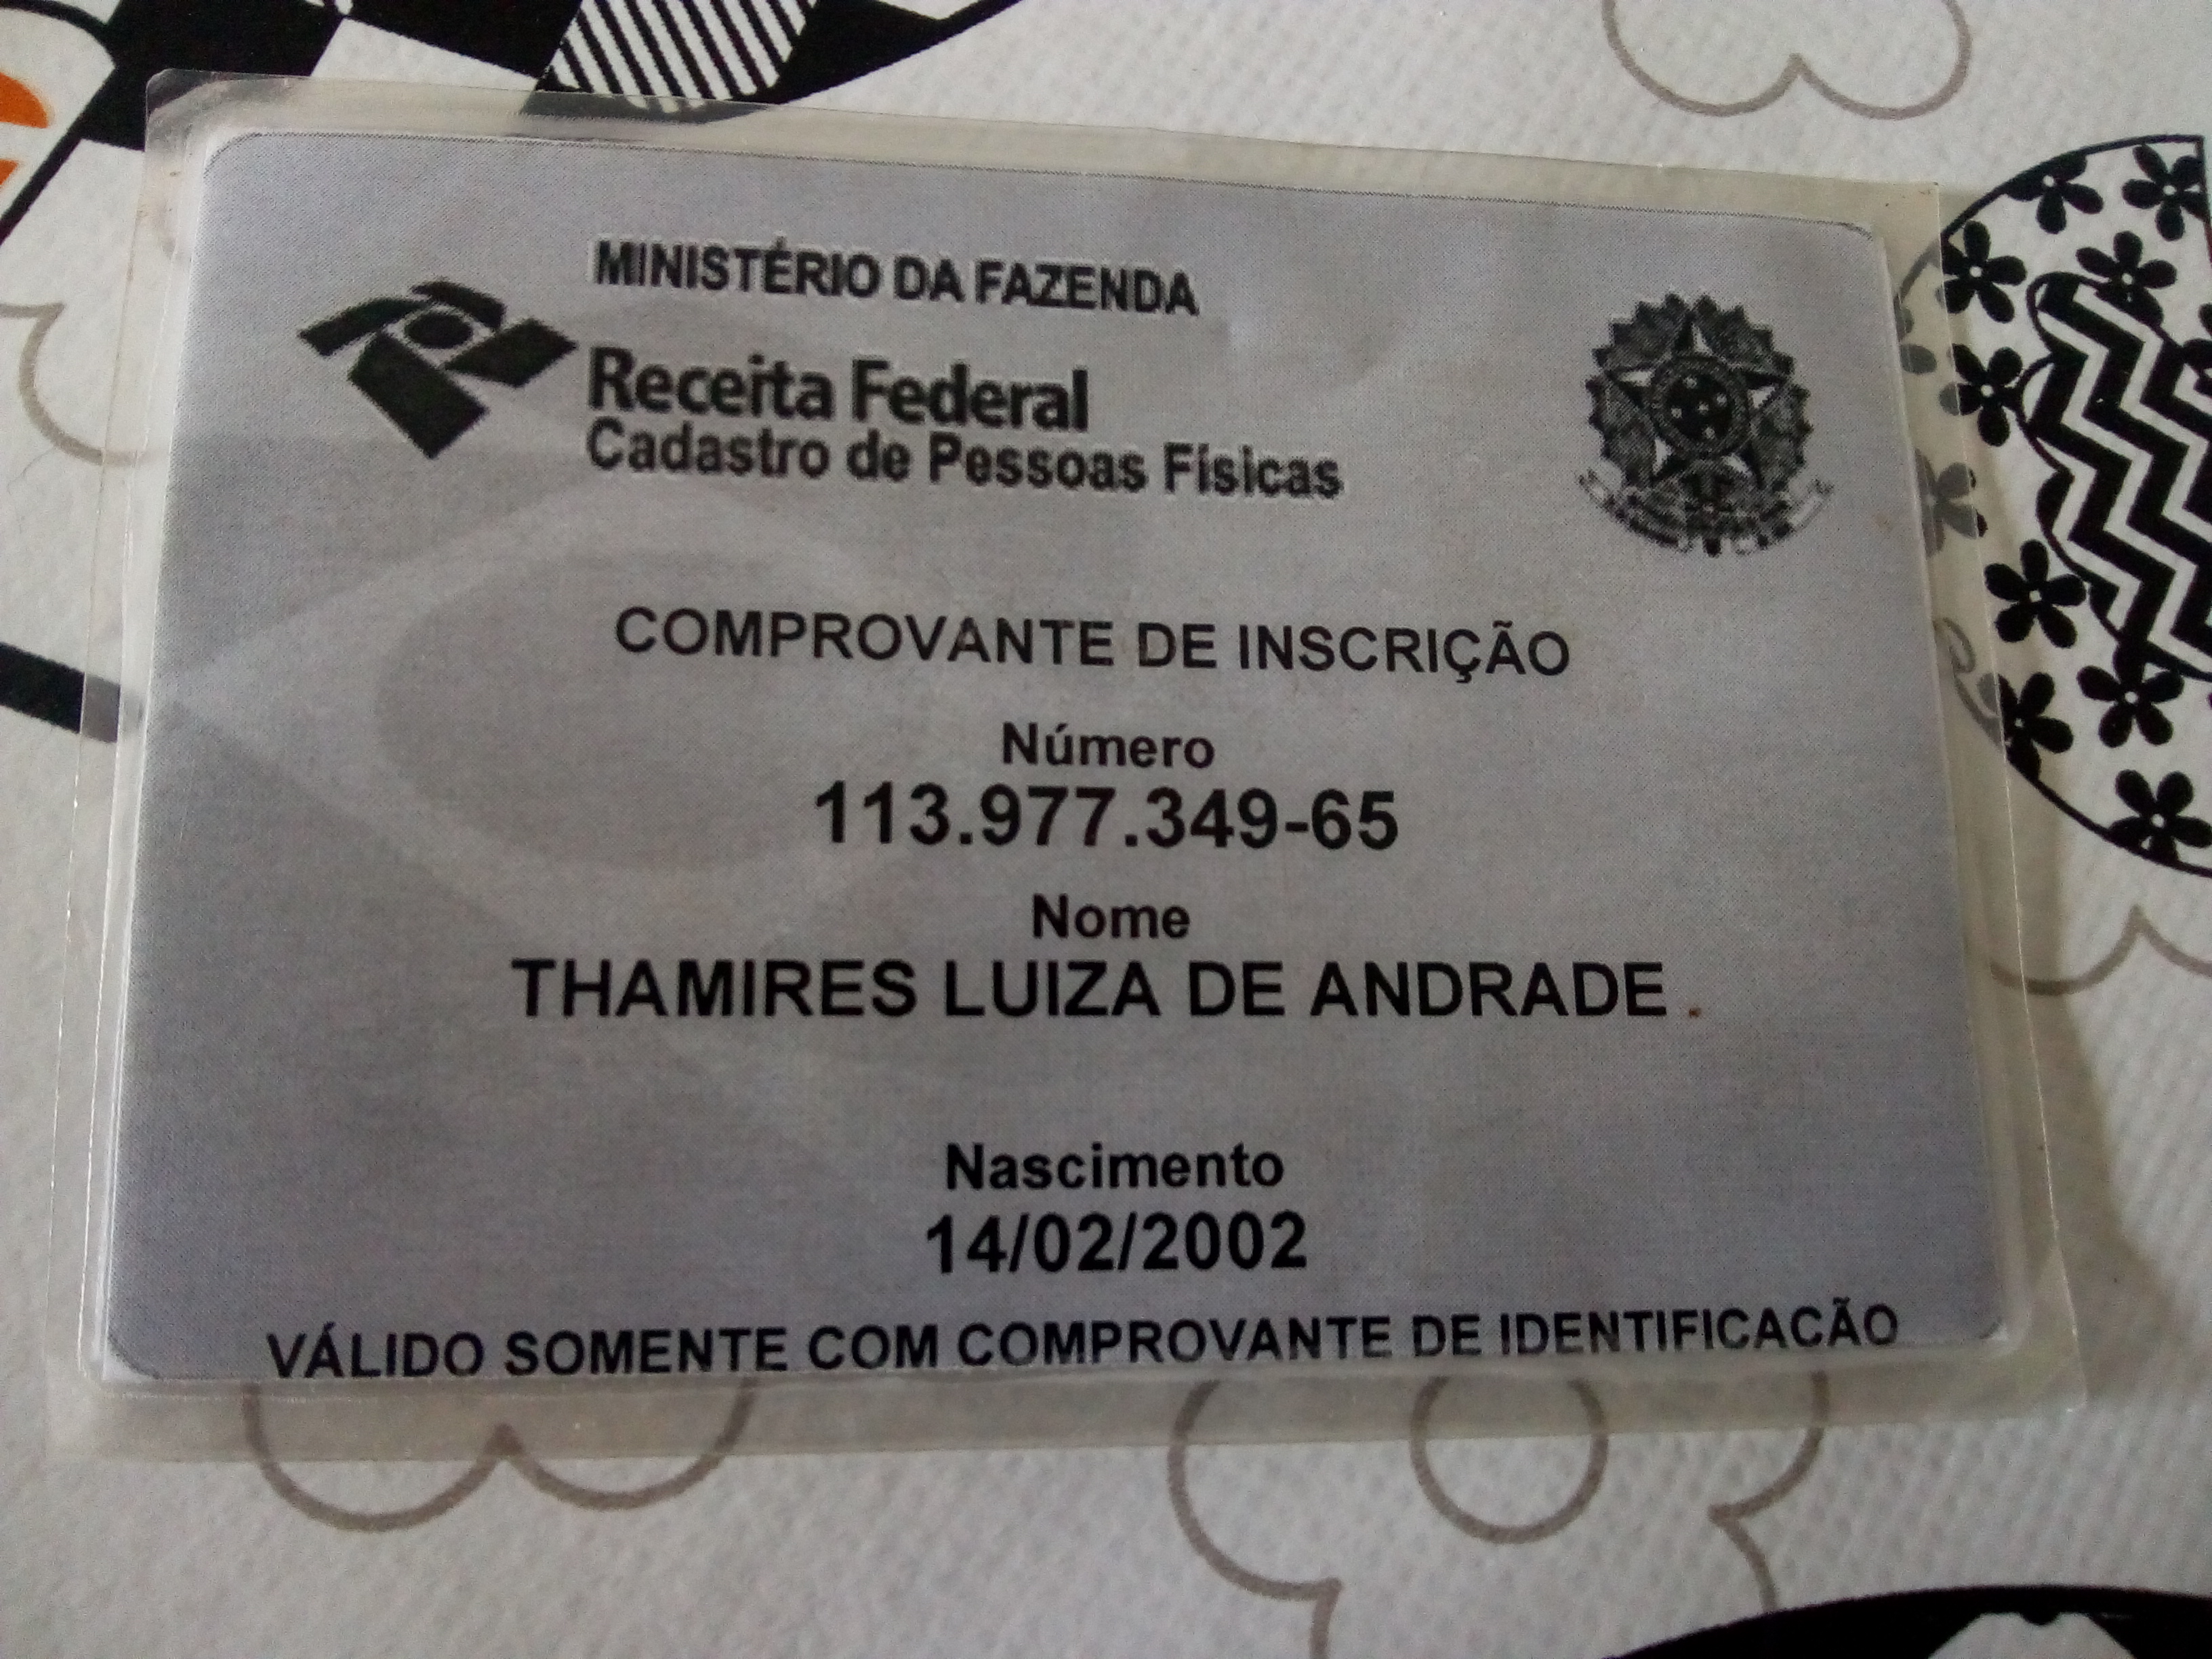 MINISTÉRIO DA FAZENDA
Receita Federal
Cadastro de Pessoas Físicas
COMPROVANTE DE INSCRIÇÃO
Número
113.977.349-65
Nome
THAMIRES LUIZA DE ANDRADE
Nascimento
14/02/2002
VÁLIDO SOMENTE COM COMPROVANTE DE IDENTIFICACÃO